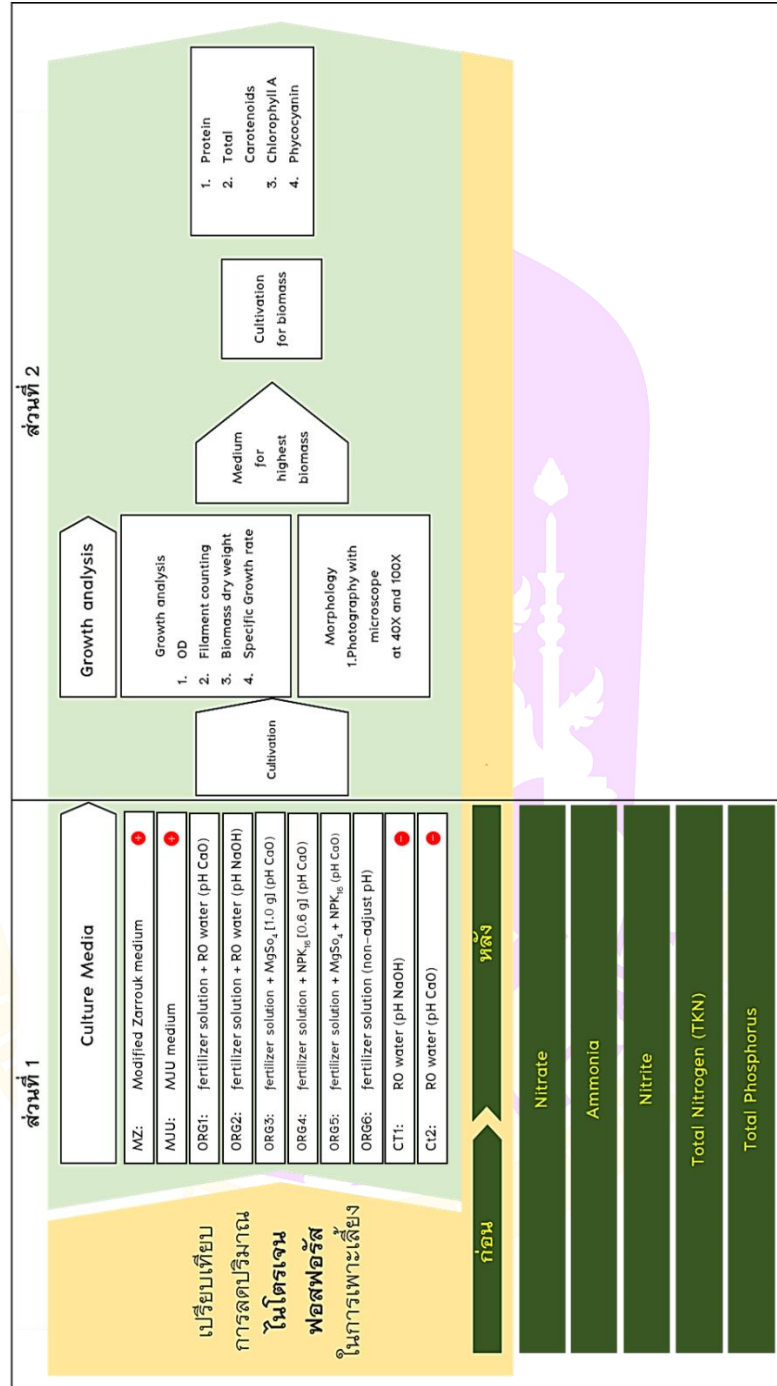 ส่วนที่ 1
ส่วนที่ 2
เปรียบเทียบ
การลดปริมาณ
ไนโตรเจน
ฟอสฟอรัส
ในการเพาะเลี้ยง
Culture Media
MZ: Modified Zarrouk medium +
MJU: MJU medium +
ORG1: fertilizer solution + RO water (pH CaO)
ORG2: fertilizer solution + RO water (pH NaOH)
ORG3: fertilizer solution + MgSo₄ [1.0 g] (pH CaO)
ORG4: fertilizer solution + NPK₁₆ [0.6 g] (pH CaO)
ORG5: fertilizer solution + MgSo₄ + NPK₁₆ (pH CaO)
ORG6: fertilizer solution (non-adjust pH)
CT1: RO water (pH NaOH) -
Ct2: RO water (pH CaO) -
Cultivation
Growth analysis
Growth analysis
1. OD
2. Filament counting
3. Biomass dry weight
4. Specific Growth rate
Morphology
1.Photography with
microscope
at 40X and 100X
Medium
for
highest
biomass
Cultivation
for biomass
1. Protein
2. Total
Carotenoids
3. Chlorophyll A
4. Phycocyanin
ก่อน
หลัง
Nitrate
Ammonia
Nitrite
Total Nitrogen (TKN)
Total Phosphorus